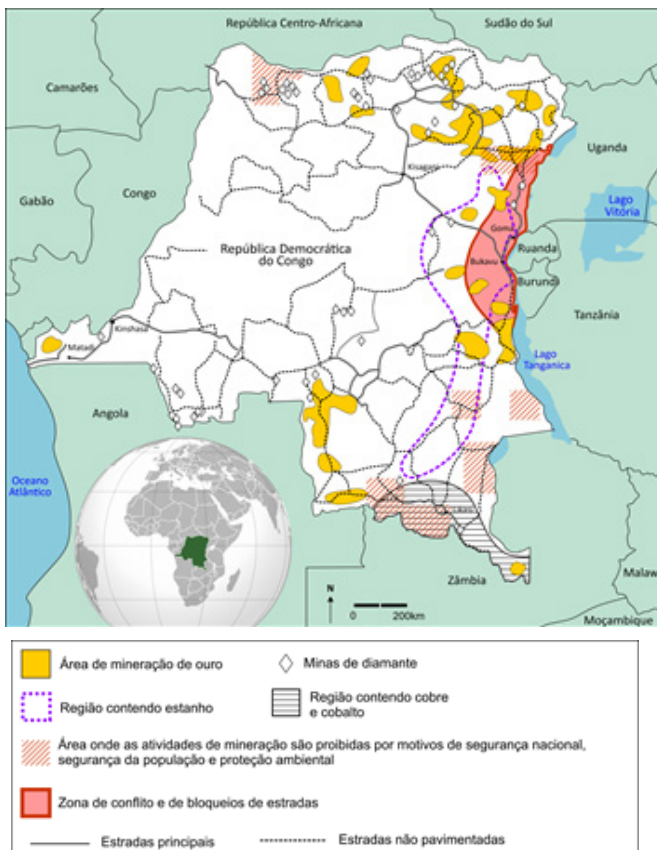 República Centro-Africana
Sudão do Sul
Camarões
Uganda
Kisagani
Gabão
Congo
Lago
Vitória
Goma
Ruanda
República Democrática
do Congo
Bukavu
Burundi
Tanzânia
Kinshasa
Matadi
Lago
Tanganica
Angola
Oceano
Atlântico
Likasi
Zâmbia
Malawi
N
0 200km
Moçambique
Área de mineração de ouro
Minas de diamante
Região contendo estanho
Região contendo cobre
e cobalto
Área onde as atividades de mineração são proibidas por motivos de segurança nacional,
segurança da população e proteção ambiental
Zona de conflito e de bloqueios de estradas
Estradas principais
Estradas não pavimentadas